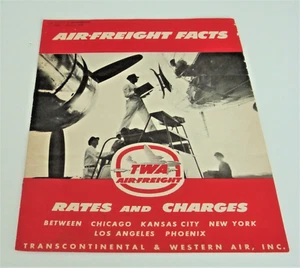 AIR-FREIGHT FACTS
TWA
AIR-FREIGHT
RATES AND CHARGES
BETWEEN CHICAGO KANSAS CITY NEW YORK
LOS ANGELES PHOENIX
TRANSCONTINENTAL & WESTERN AIR, INC.